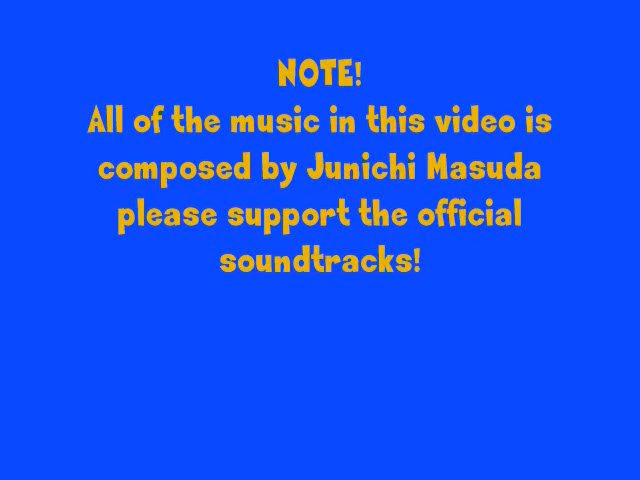 NOTE!
All of the music in this video is
composed by Junichi Masuda
please support the official
soundtracks!